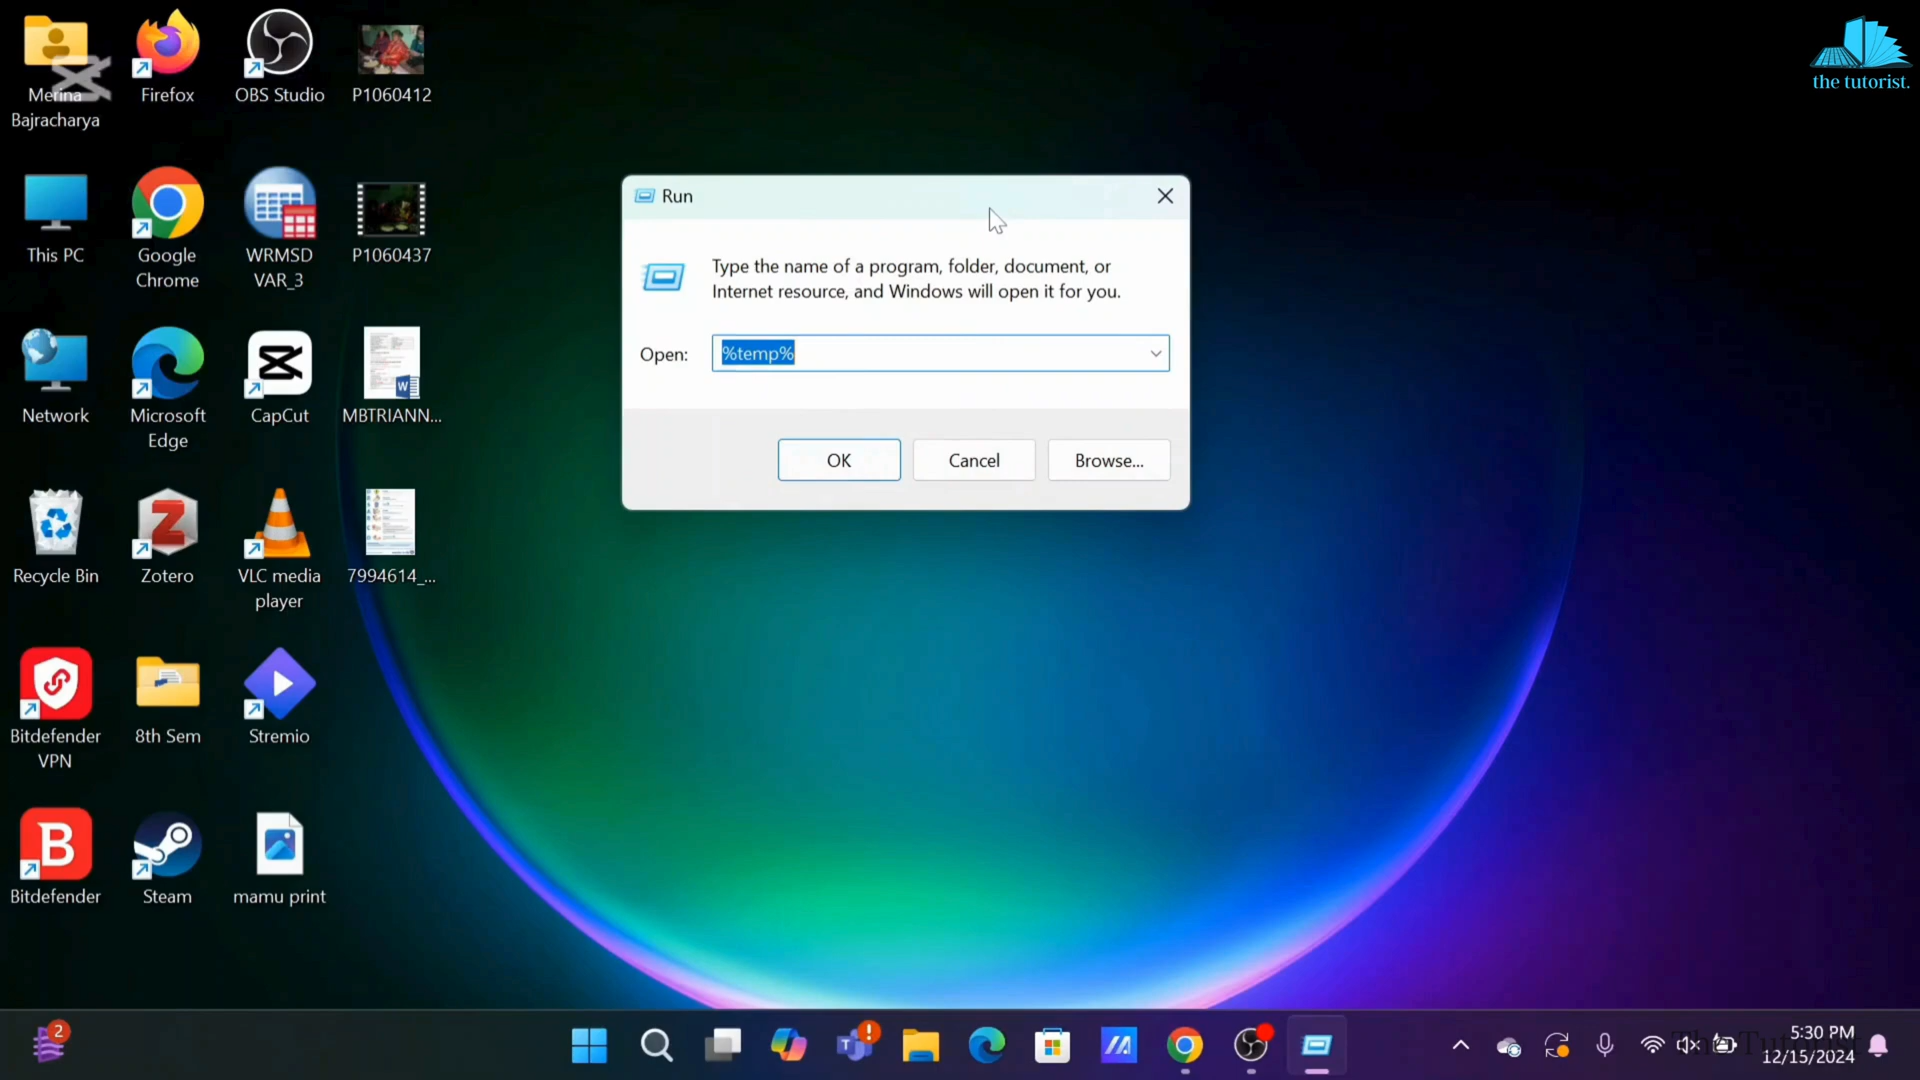 Merina
Bajracharya
Firefox
OBS Studio
P1060412
This PC
Google
Chrome
WRMSD
VAR_3
P1060437
Network
Microsoft
Edge
CapCut
MBTRIANN...
Recycle Bin
Zotero
VLC media
player
7994614_...
Bitdefender
VPN
8th Sem
Stremio
Bitdefender
Steam
mamu print
the tutorist.
Run
Type the name of a program, folder, document, or
Internet resource, and Windows will open it for you.
Open:
%temp%
OK
Cancel
Browse...
2
5:30 PM
12/15/2024